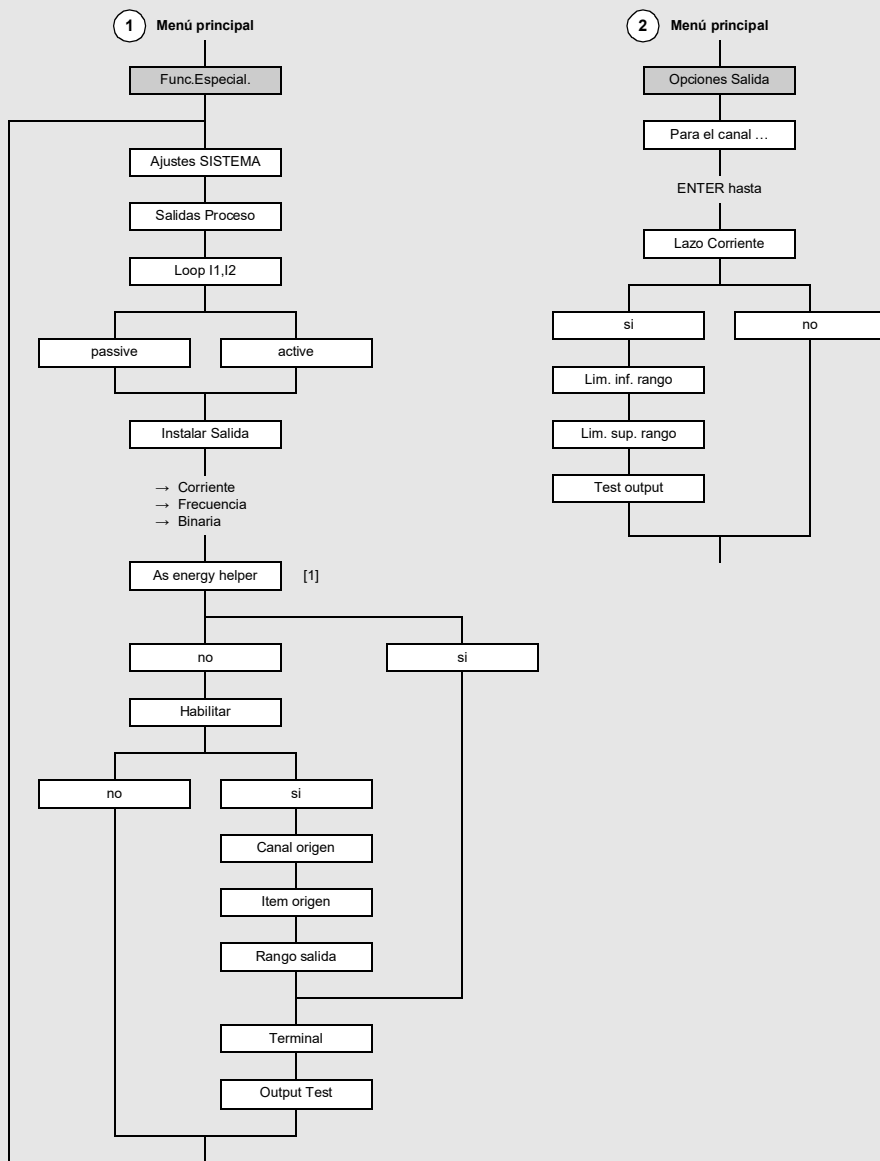 1 Menú principal
Func.Especial.
Ajustes SISTEMA
Salidas Proceso
Loop I1,I2
passive
active
Instalar Salida
→ Corriente
→ Frecuencia
→ Binaria
As energy helper [1]
no
si
Habilitar
no
si
Canal origen
Item origen
Rango salida
Terminal
Output Test
2 Menú principal
Opciones Salida
Para el canal …
ENTER hasta
Lazo Corriente
si
no
Lim. inf. rango
Lim. sup. rango
Test output